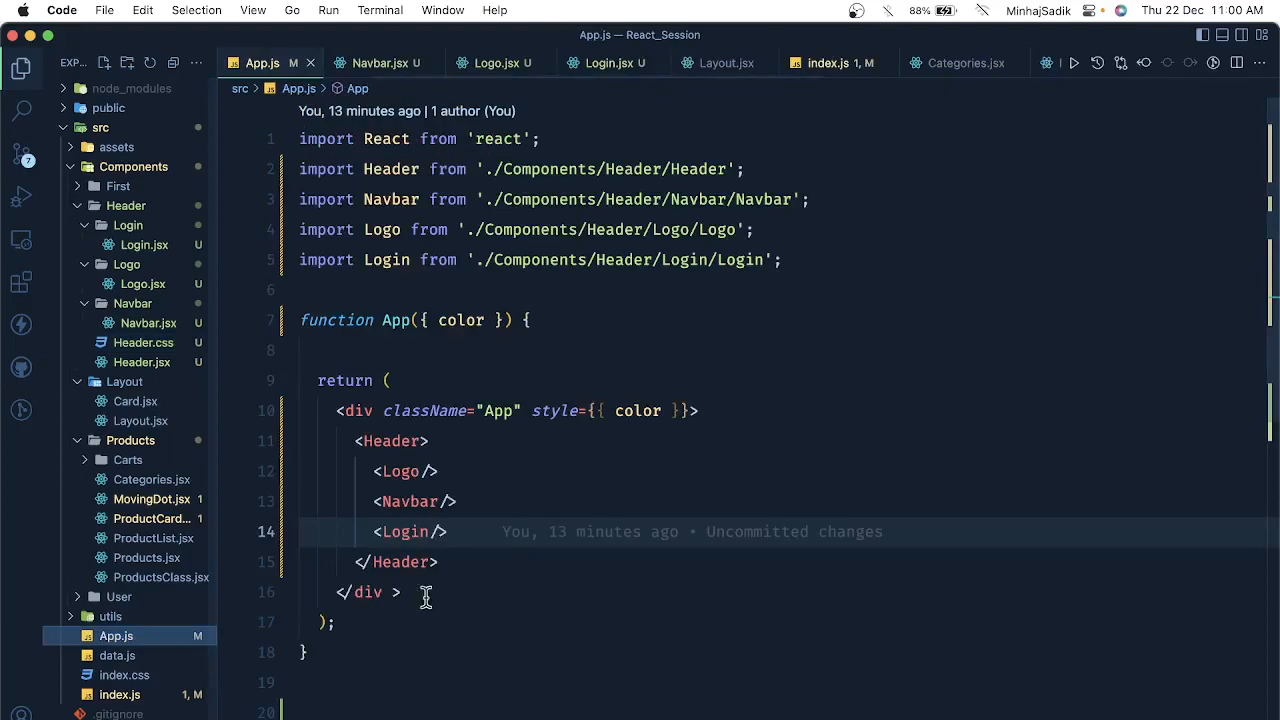 Code File Edit Selection View Go Run Terminal Window Help 88% MinhajSadik Thu 22 Dec 11:00 AM
App.js — React_Session
EXP...
App.js M
Navbar.jsx U
Logo.jsx U
Login.jsx U
Layout.jsx
index.js 1, M
Categories.jsx
src > App.js > App
node_modules
public
src
assets
Components
First
Header
Login
Login.jsx U
Logo
Logo.jsx U
Navbar
Navbar.jsx U
Header.css U
Header.jsx U
Layout
Card.jsx
Layout.jsx
Products
Carts
Categories.jsx
MovingDot.jsx 1
ProductCard... 1
ProductList.jsx
Products.jsx
ProductsClass.jsx
User
utils
App.js M
data.js
index.css
index.js 1, M
.gitignore
7
You, 13 minutes ago | 1 author (You)
1 import React from 'react';
2 import Header from './Components/Header/Header';
3 import Navbar from './Components/Header/Navbar/Navbar';
4 import Logo from './Components/Header/Logo/Logo';
5 import Login from './Components/Header/Login/Login';
6
7 function App({ color }) {
8
9 return (
10 <div className="App" style={{ color }}>
11 <Header>
12 <Logo/>
13 <Navbar/>
14 <Login/> You, 13 minutes ago • Uncommitted changes
15 </Header>
16 </div >
17 );
18 }
19
20